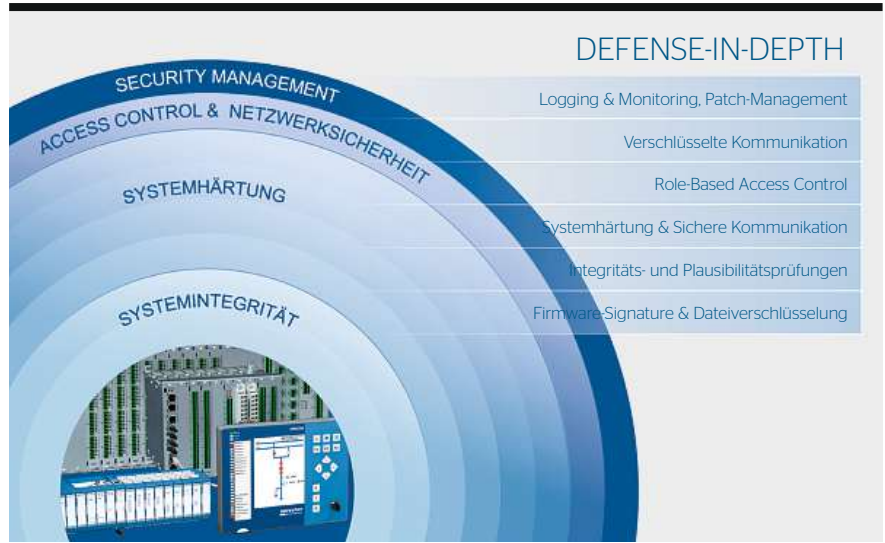 DEFENSE-IN-DEPTH
SECURITY MANAGEMENT
ACCESS CONTROL & NETZWERKSICHERHEIT
SYSTEMHÄRTUNG
SYSTEMINTEGRITÄT
Logging & Monitoring, Patch-Management
Verschlüsselte Kommunikation
Role-Based Access Control
Systemhärtung & Sichere Kommunikation
Integritäts- und Plausibilitätsprüfungen
Firmware-Signature & Dateiverschlüsselung